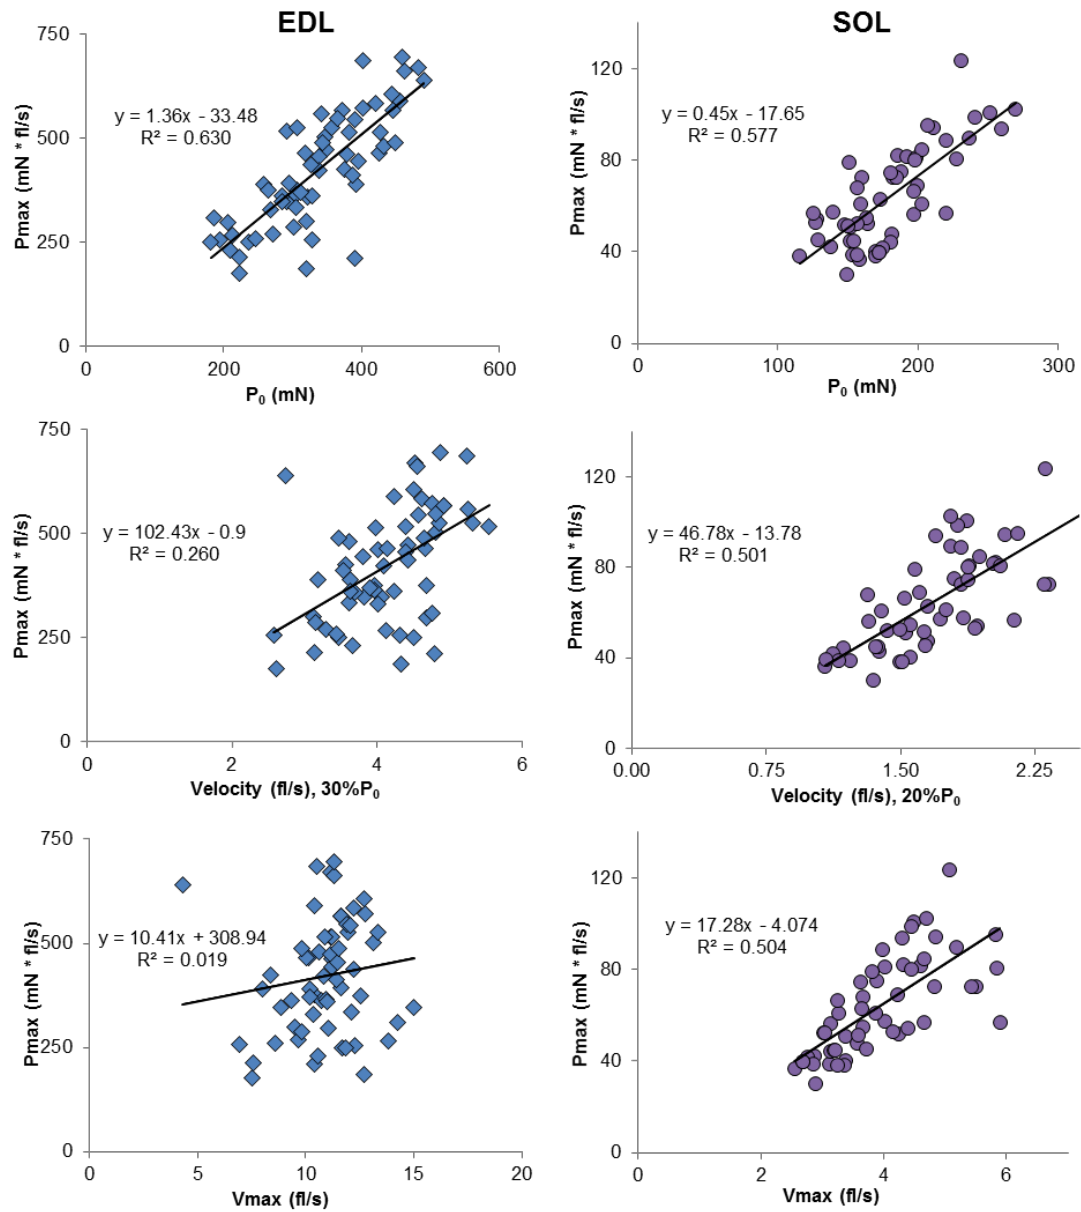 EDL
SOL
Pmax (mN * fl/s)
750
500
250
0
y = 1.36x - 33.48
R² = 0.630
0
200
400
600
P₀ (mN)
Pmax (mN * fl/s)
120
80
40
0
y = 0.45x - 17.65
R² = 0.577
0
100
200
300
P₀ (mN)
Pmax (mN * fl/s)
750
500
250
0
y = 102.43x - 0.9
R² = 0.260
0
2
4
6
Velocity (fl/s), 30%P₀
Pmax (mN * fl/s)
120
80
40
0
y = 46.78x - 13.78
R² = 0.501
0.00
0.75
1.50
2.25
Velocity (fl/s), 20%P₀
Pmax (mN * fl/s)
750
500
250
0
y = 10.41x + 308.94
R² = 0.019
0
5
10
15
20
Vmax (fl/s)
Pmax (mN * fl/s)
120
80
40
0
y = 17.28x - 4.074
R² = 0.504
0
2
4
6
Vmax (fl/s)